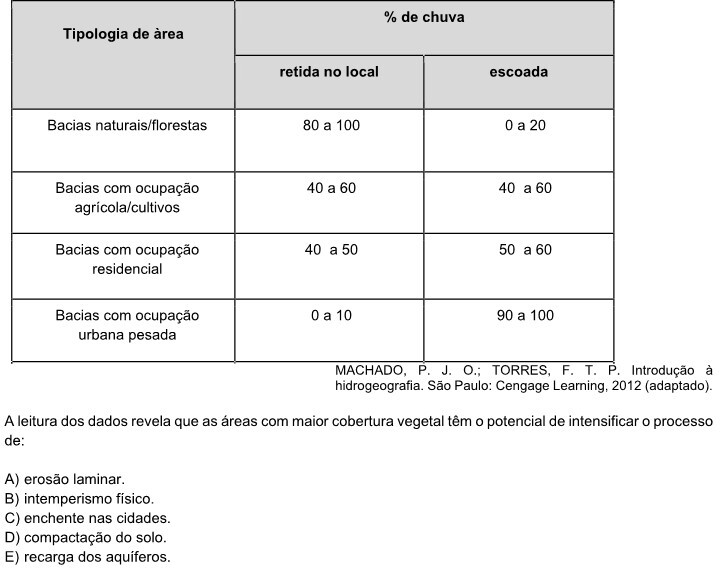 Tipologia de àrea
% de chuva
retida no local
escoada
Bacias naturais/florestas
80 a 100
0 a 20
Bacias com ocupação
agrícola/cultivos
40 a 60
40 a 60
Bacias com ocupação
residencial
40 a 50
50 a 60
Bacias com ocupação
urbana pesada
0 a 10
90 a 100
MACHADO, P. J. O.; TORRES, F. T. P. Introdução à
hidrogeografia. São Paulo: Cengage Learning, 2012 (adaptado).
A leitura dos dados revela que as áreas com maior cobertura vegetal têm o potencial de intensificar o processo
de:
A) erosão laminar.
B) intemperismo físico.
C) enchente nas cidades.
D) compactação do solo.
E) recarga dos aquíferos.